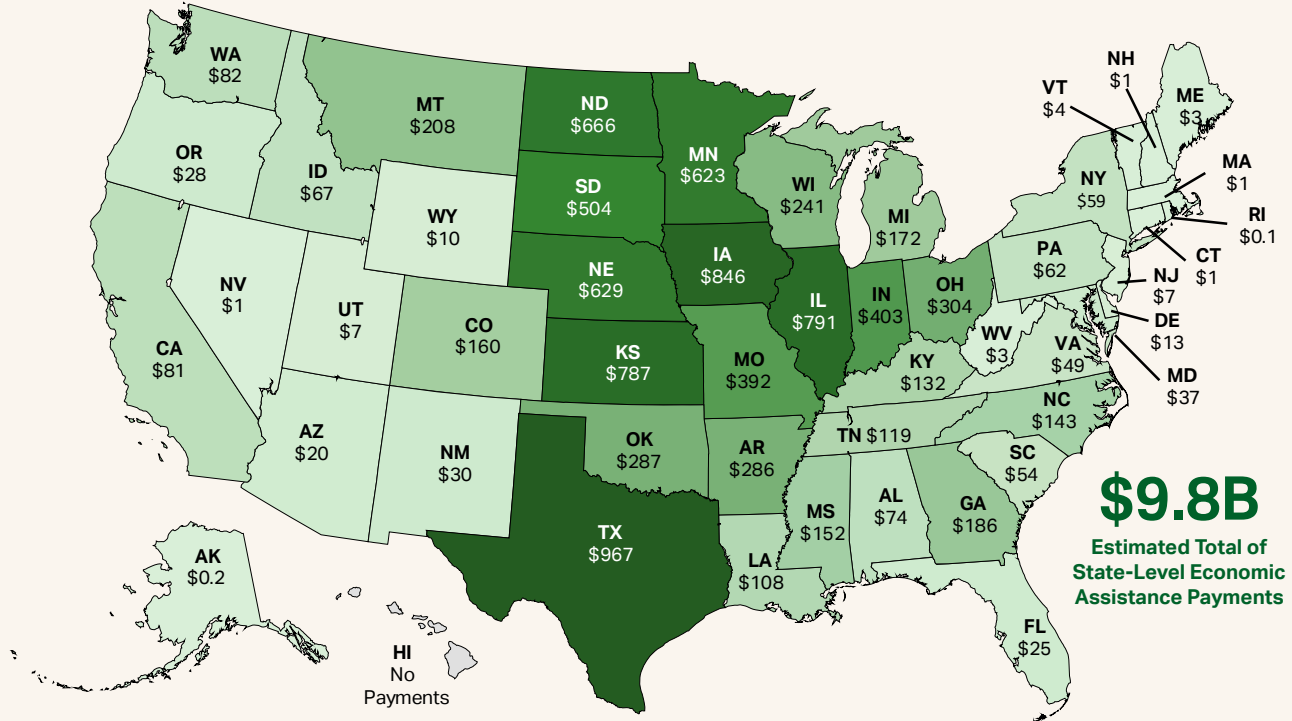 WA
$82
OR
$28
CA
$81
NV
$1
ID
$67
MT
$208
WY
$10
UT
$7
AZ
$20
CO
$160
NM
$30
ND
$666
SD
$504
NE
$629
KS
$787
OK
$287
TX
$967
MN
$623
IA
$846
MO
$392
AR
$286
LA
$108
WI
$241
IL
$791
MI
$172
IN
$403
OH
$304
KY
$132
TN $119
MS
$152
AL
$74
GA
$186
FL
$25
SC
$54
NC
$143
VA
$49
WV
$3
PA
$62
NY
$59
VT
$4
NH
$1
ME
$3
MA
$1
RI
$0.1
CT
$1
NJ
$7
DE
$13
MD
$37
AK
$0.2
HI
No
Payments
$9.8B
Estimated Total of
State-Level Economic
Assistance Payments